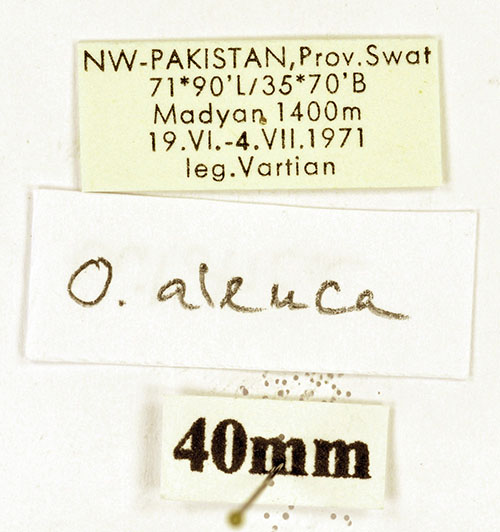 NW-PAKISTAN,Prov.Swat
71*90'L/35*70'B
Madyan 1400m
19.VI.-4.VII.1971
leg.Vartian
O. aleuca
40mm